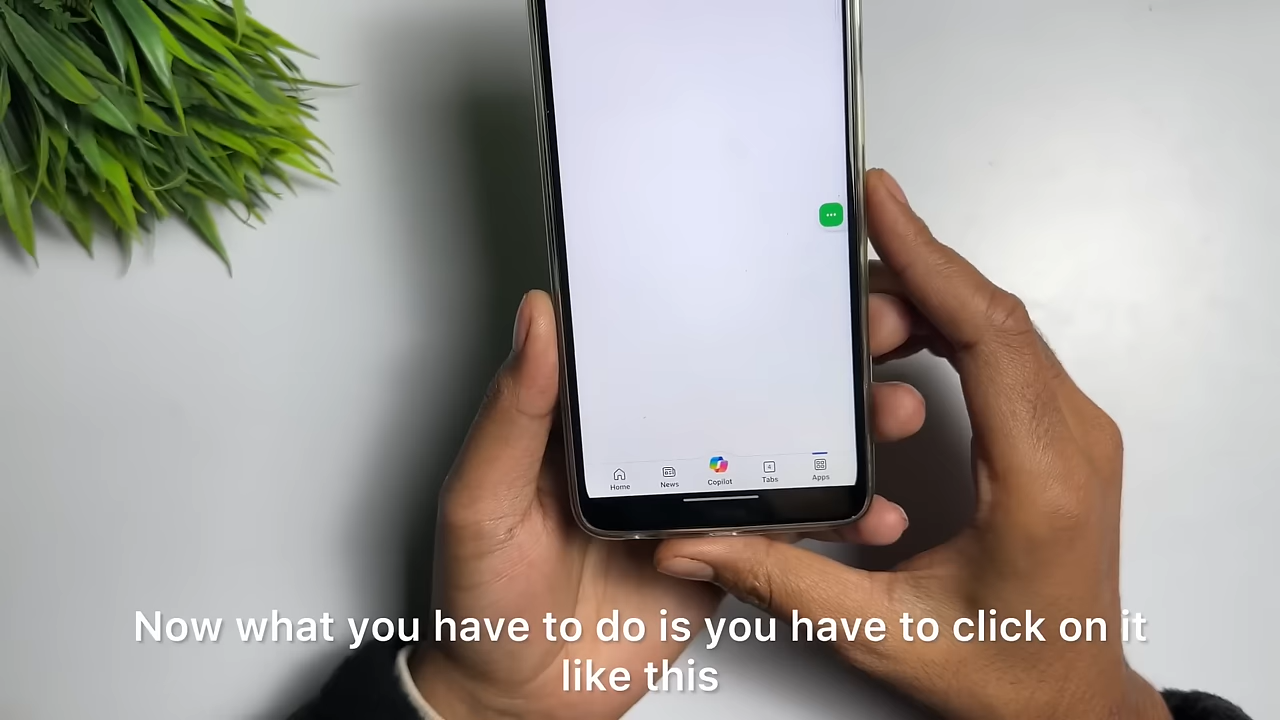 Home
News
Copilot
4
Tabs
Apps
Now what you have to do is you have to click on it
like this